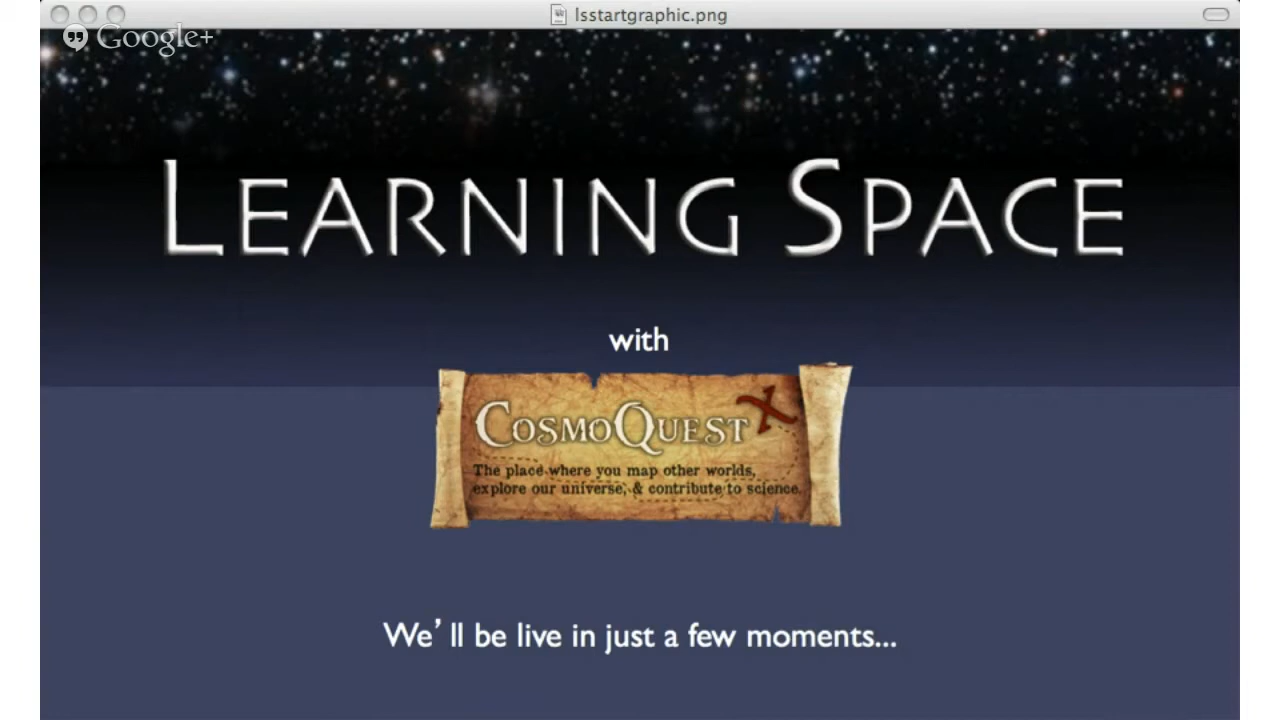 lsstartgraphic.png
Google+
LEARNING SPACE
with
COSMOQUEST
The place where you map other worlds,
explore our universe, & contribute to science.
We'll be live in just a few moments...